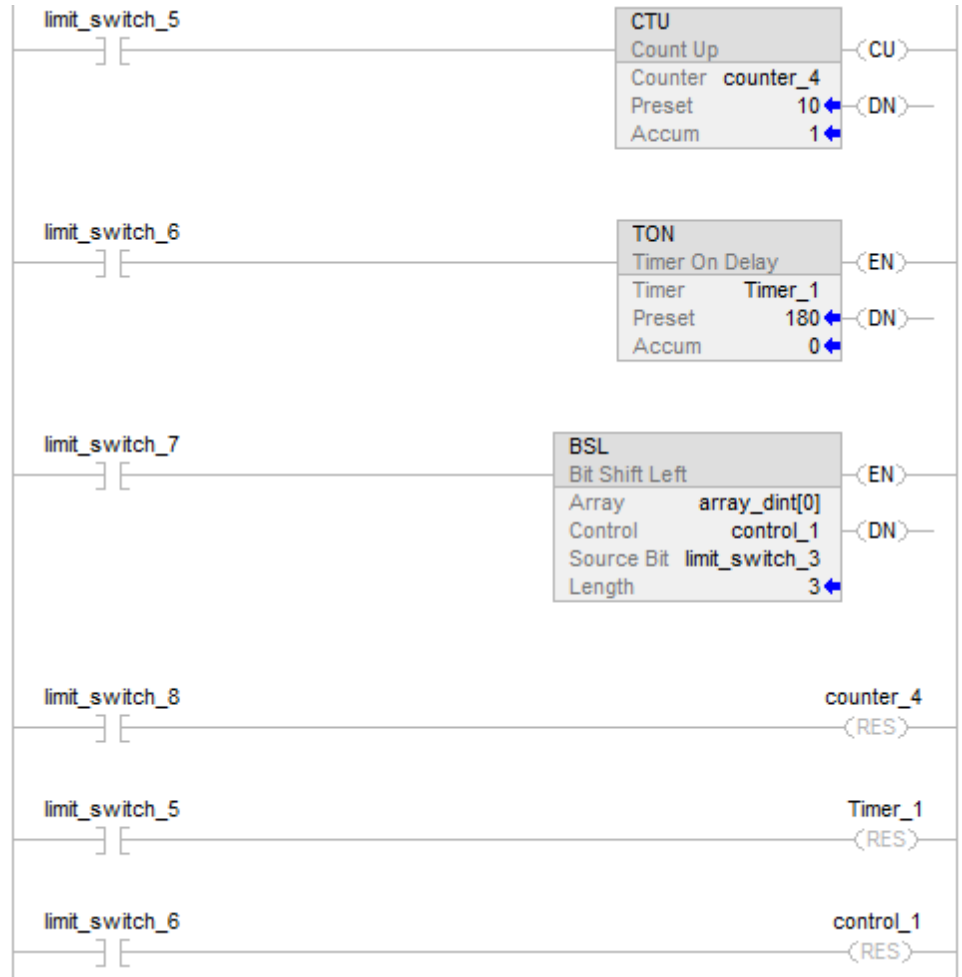 limit_switch_5
CTU
Count Up
CU
Counter counter_4
Preset 10
DN
Accum 1
limit_switch_6
TON
Timer On Delay
EN
Timer Timer_1
Preset 180
DN
Accum 0
limit_switch_7
BSL
Bit Shift Left
EN
Array array_dint[0]
Control control_1
DN
Source Bit limit_switch_3
Length 3
limit_switch_8
counter_4
RES
limit_switch_5
Timer_1
RES
limit_switch_6
control_1
RES